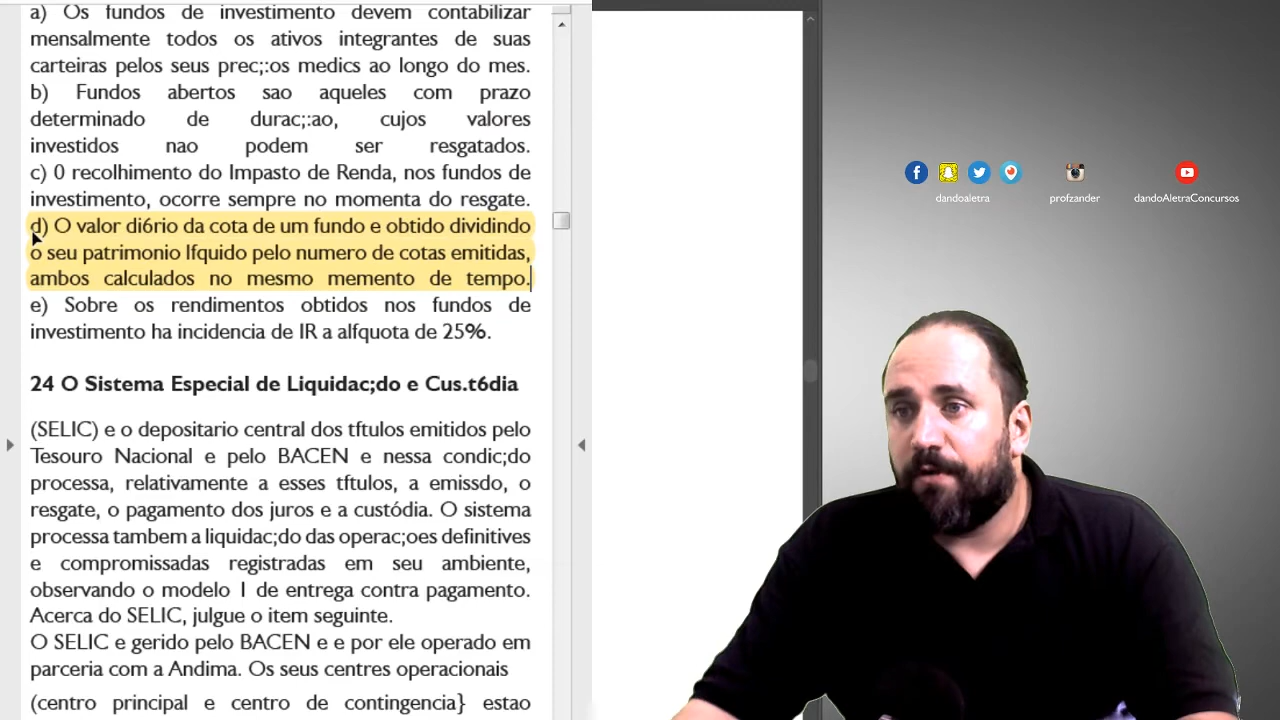 a) Os fundos de investimento devem contabilizar
mensalmente todos os ativos integrantes de suas
carteiras pelos seus prec;:os medics ao longo do mes.
b) Fundos abertos sao aqueles com prazo
determinado de durac;:ao, cujos valores
investidos nao podem ser resgatados.
c) 0 recolhimento do Impasto de Renda, nos fundos de
investimento, ocorre sempre no momenta do resgate.
d) O valor di6rio da cota de um fundo e obtido dividindo
o seu patrimonio lfquido pelo numero de cotas emitidas,
ambos calculados no mesmo memento de tempo.
e) Sobre os rendimentos obtidos nos fundos de
investimento ha incidencia de IR a alfquota de 25%.
24 O Sistema Especial de Liquidac;do e Cus.t6dia
(SELIC) e o depositario central dos tftulos emitidos pelo
Tesouro Nacional e pelo BACEN e nessa condic;do
processa, relativamente a esses tftulos, a emissdo, o
resgate, o pagamento dos juros e a custódia. O sistema
processa tambem a liquidac;do das operac;oes definitives
e compromissadas registradas em seu ambiente,
observando o modelo 1 de entrega contra pagamento.
Acerca do SELIC, julgue o item seguinte.
O SELIC e gerido pelo BACEN e e por ele operado em
parceria com a Andima. Os seus centres operacionais
(centro principal e centro de contingencia} estao
dandoaletra
profzander
dandoAletraConcursos